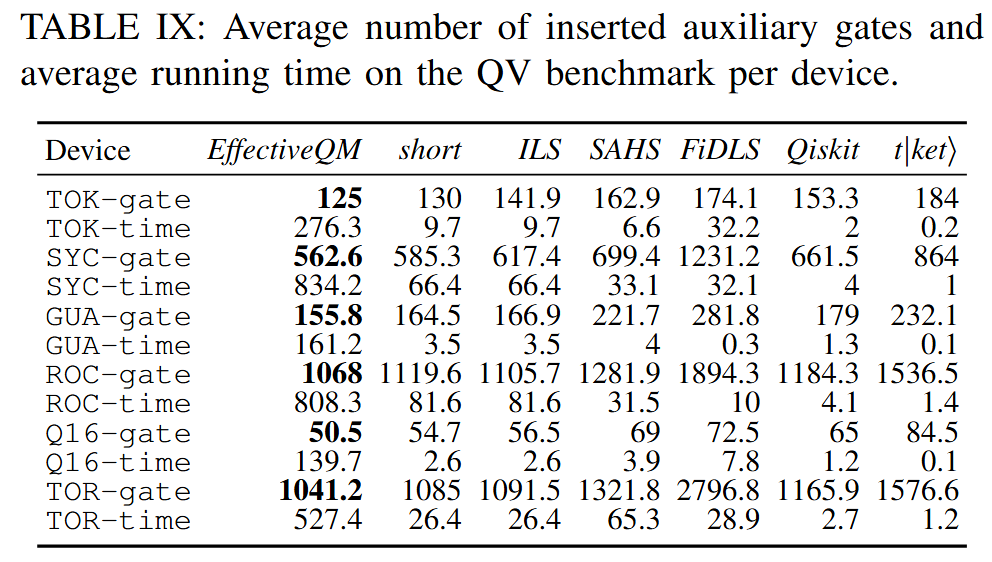 TABLE IX: Average number of inserted auxiliary gates and
average running time on the QV benchmark per device.
Device EffectiveQM short ILS SAHS FiDLS Qiskit t|ket⟩
TOK-gate 125 130 141.9 162.9 174.1 153.3 184
TOK-time 276.3 9.7 9.7 6.6 32.2 2 0.2
SYC-gate 562.6 585.3 617.4 699.4 1231.2 661.5 864
SYC-time 834.2 66.4 66.4 33.1 32.1 4 1
GUA-gate 155.8 164.5 166.9 221.7 281.8 179 232.1
GUA-time 161.2 3.5 3.5 4 0.3 1.3 0.1
ROC-gate 1068 1119.6 1105.7 1281.9 1894.3 1184.3 1536.5
ROC-time 808.3 81.6 81.6 31.5 10 4.1 1.4
Q16-gate 50.5 54.7 56.5 69 72.5 65 84.5
Q16-time 139.7 2.6 2.6 3.9 7.8 1.2 0.1
TOR-gate 1041.2 1085 1091.5 1321.8 2796.8 1165.9 1576.6
TOR-time 527.4 26.4 26.4 65.3 28.9 2.7 1.2